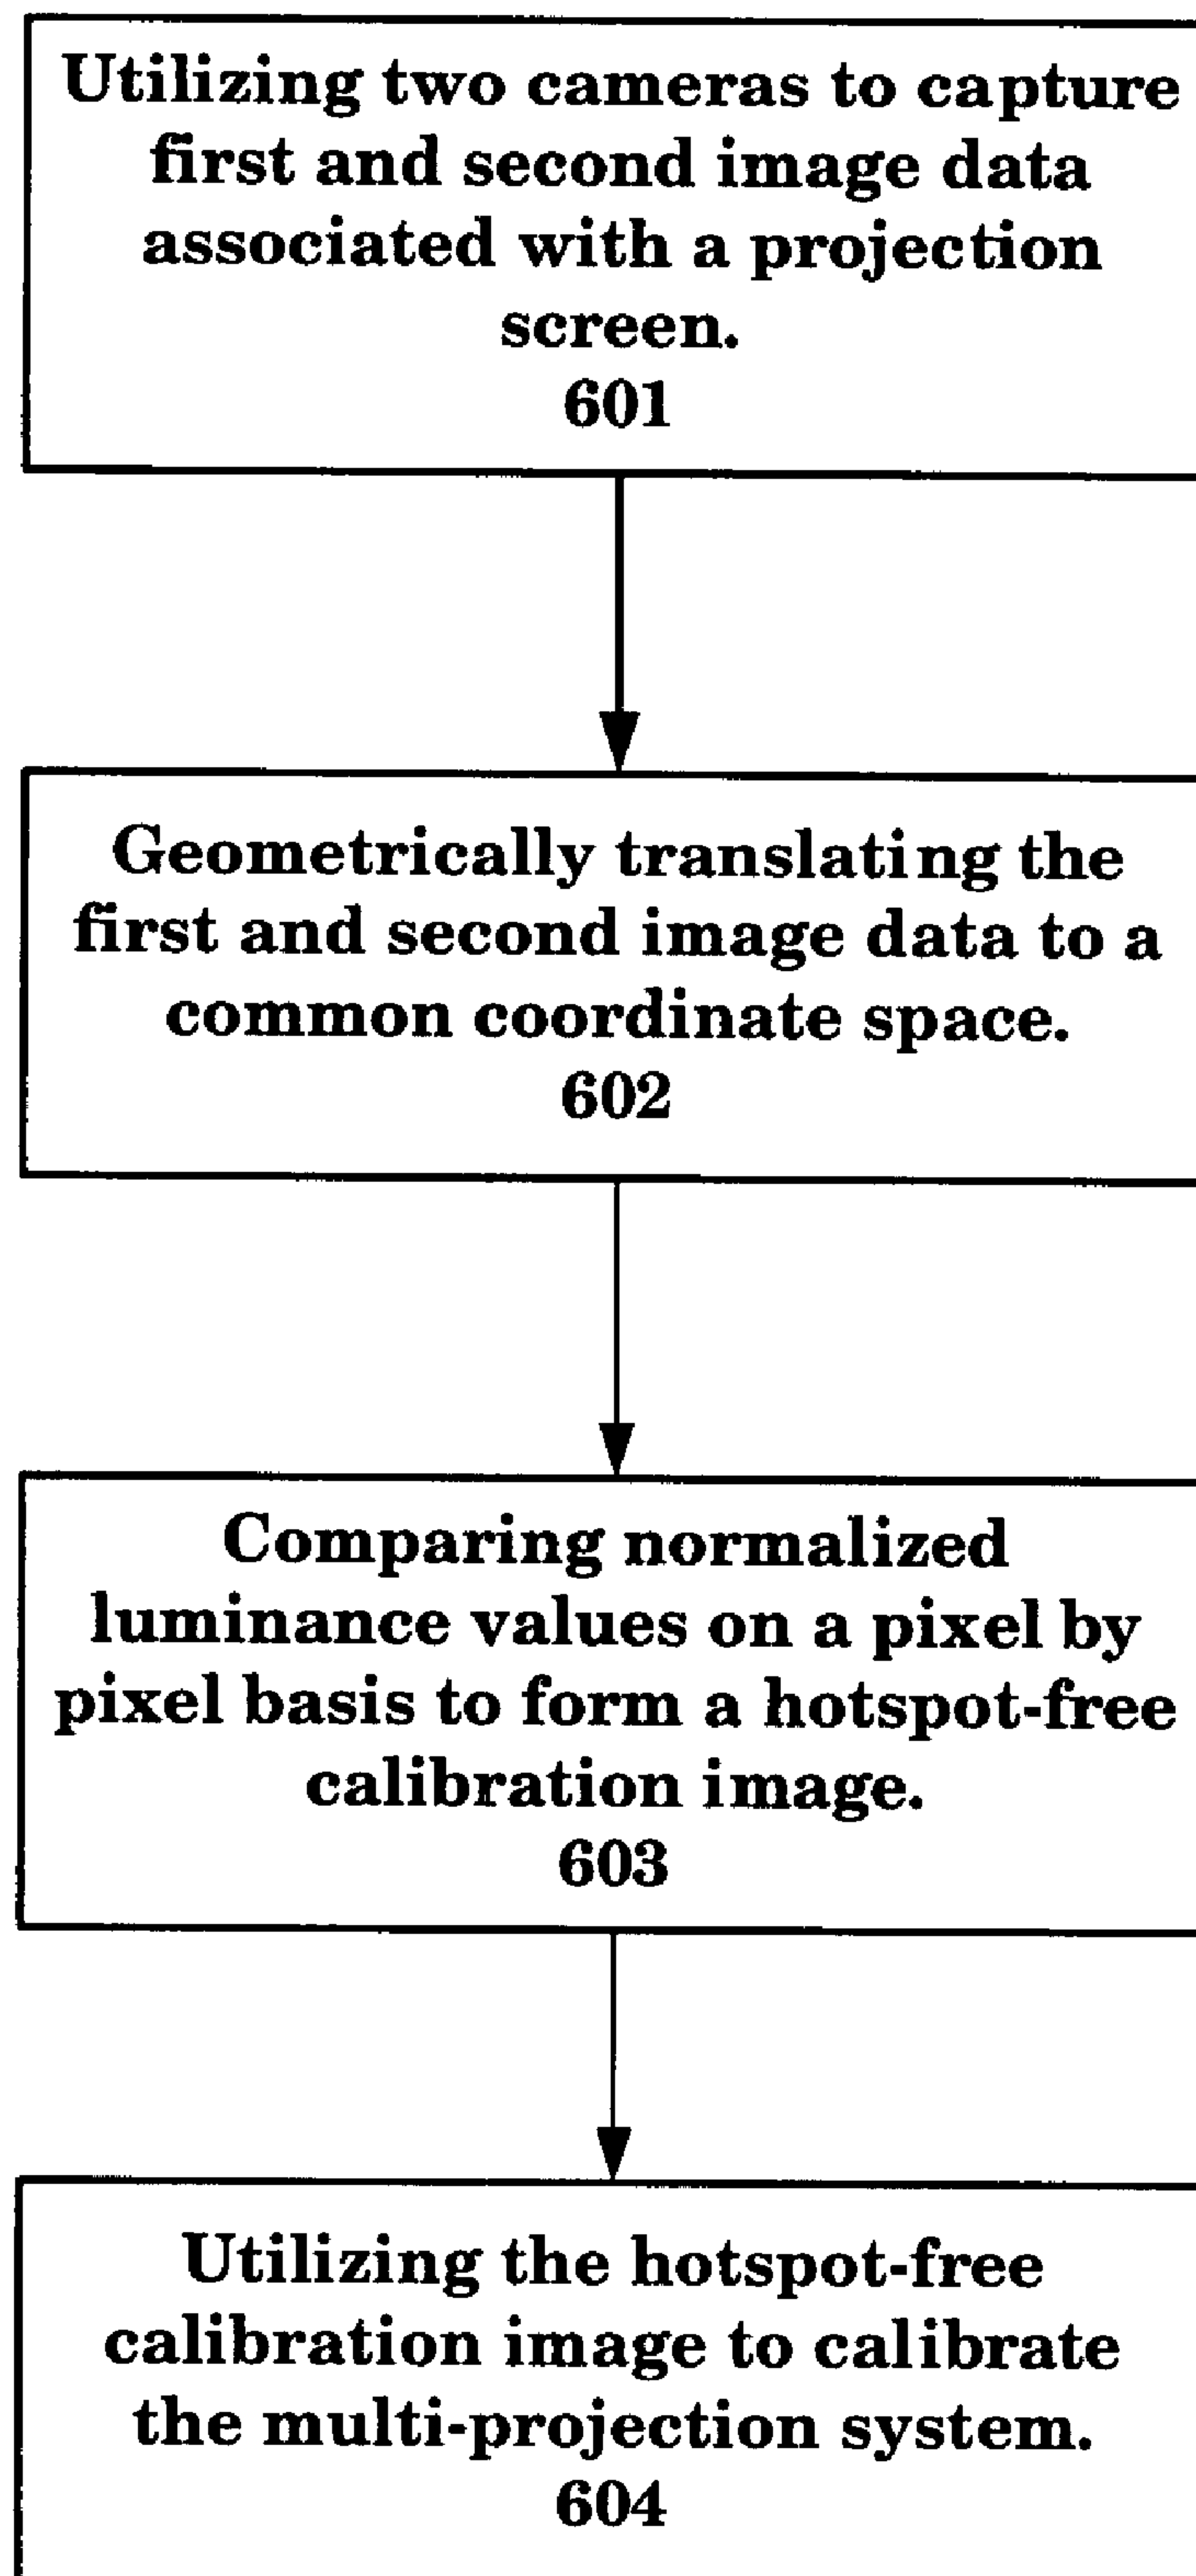 Utilizing two cameras to capture
first and second image data
associated with a projection
screen.
601
Geometrically translating the
first and second image data to a
common coordinate space.
602
Comparing normalized
luminance values on a pixel by
pixel basis to form a hotspot-free
calibration image.
603
Utilizing the hotspot-free
calibration image to calibrate
the multi-projection system.
604